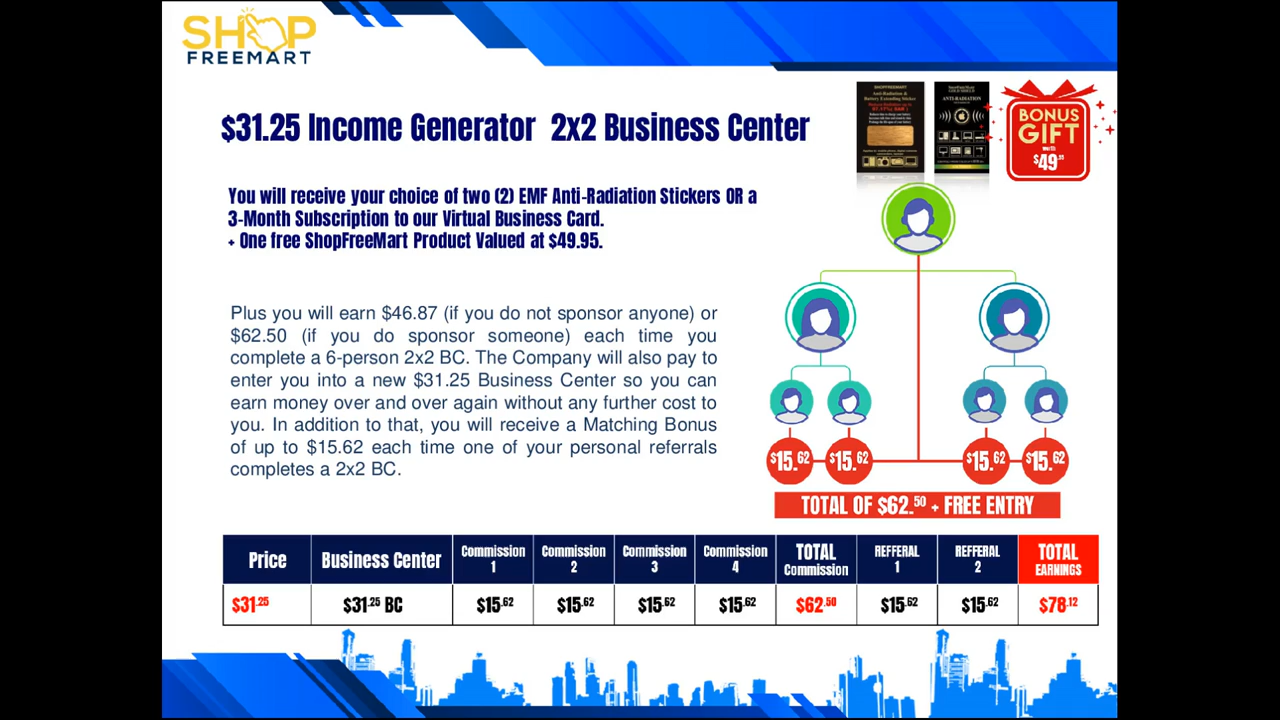 SHOP
FREEMART
$31.25 Income Generator 2x2 Business Center
BONUS
GIFT
worth
$49.95
You will receive your choice of two (2) EMF Anti-Radiation Stickers OR a
3-Month Subscription to our Virtual Business Card.
+ One free ShopFreeMart Product Valued at $49.95.
SHOPFREEMART
Anti-Radiation &
Battery Extending Sticker
ANTI-RADIATION
Plus you will earn $46.87 (if you do not sponsor anyone) or
$62.50 (if you do sponsor someone) each time you
complete a 6-person 2x2 BC. The Company will also pay to
enter you into a new $31.25 Business Center so you can
earn money over and over again without any further cost to
you. In addition to that, you will receive a Matching Bonus
of up to $15.62 each time one of your personal referrals
completes a 2x2 BC.
$15.62 $15.62 $15.62 $15.62
TOTAL OF $62.50 + FREE ENTRY
Price Business Center Commission 1 Commission 2 Commission 3 Commission 4 TOTAL Commission REFFERAL 1 REFFERAL 2 TOTAL EARNINGS
$31.25 $31.25 BC $15.62 $15.62 $15.62 $15.62 $62.50 $15.62 $15.62 $78.12